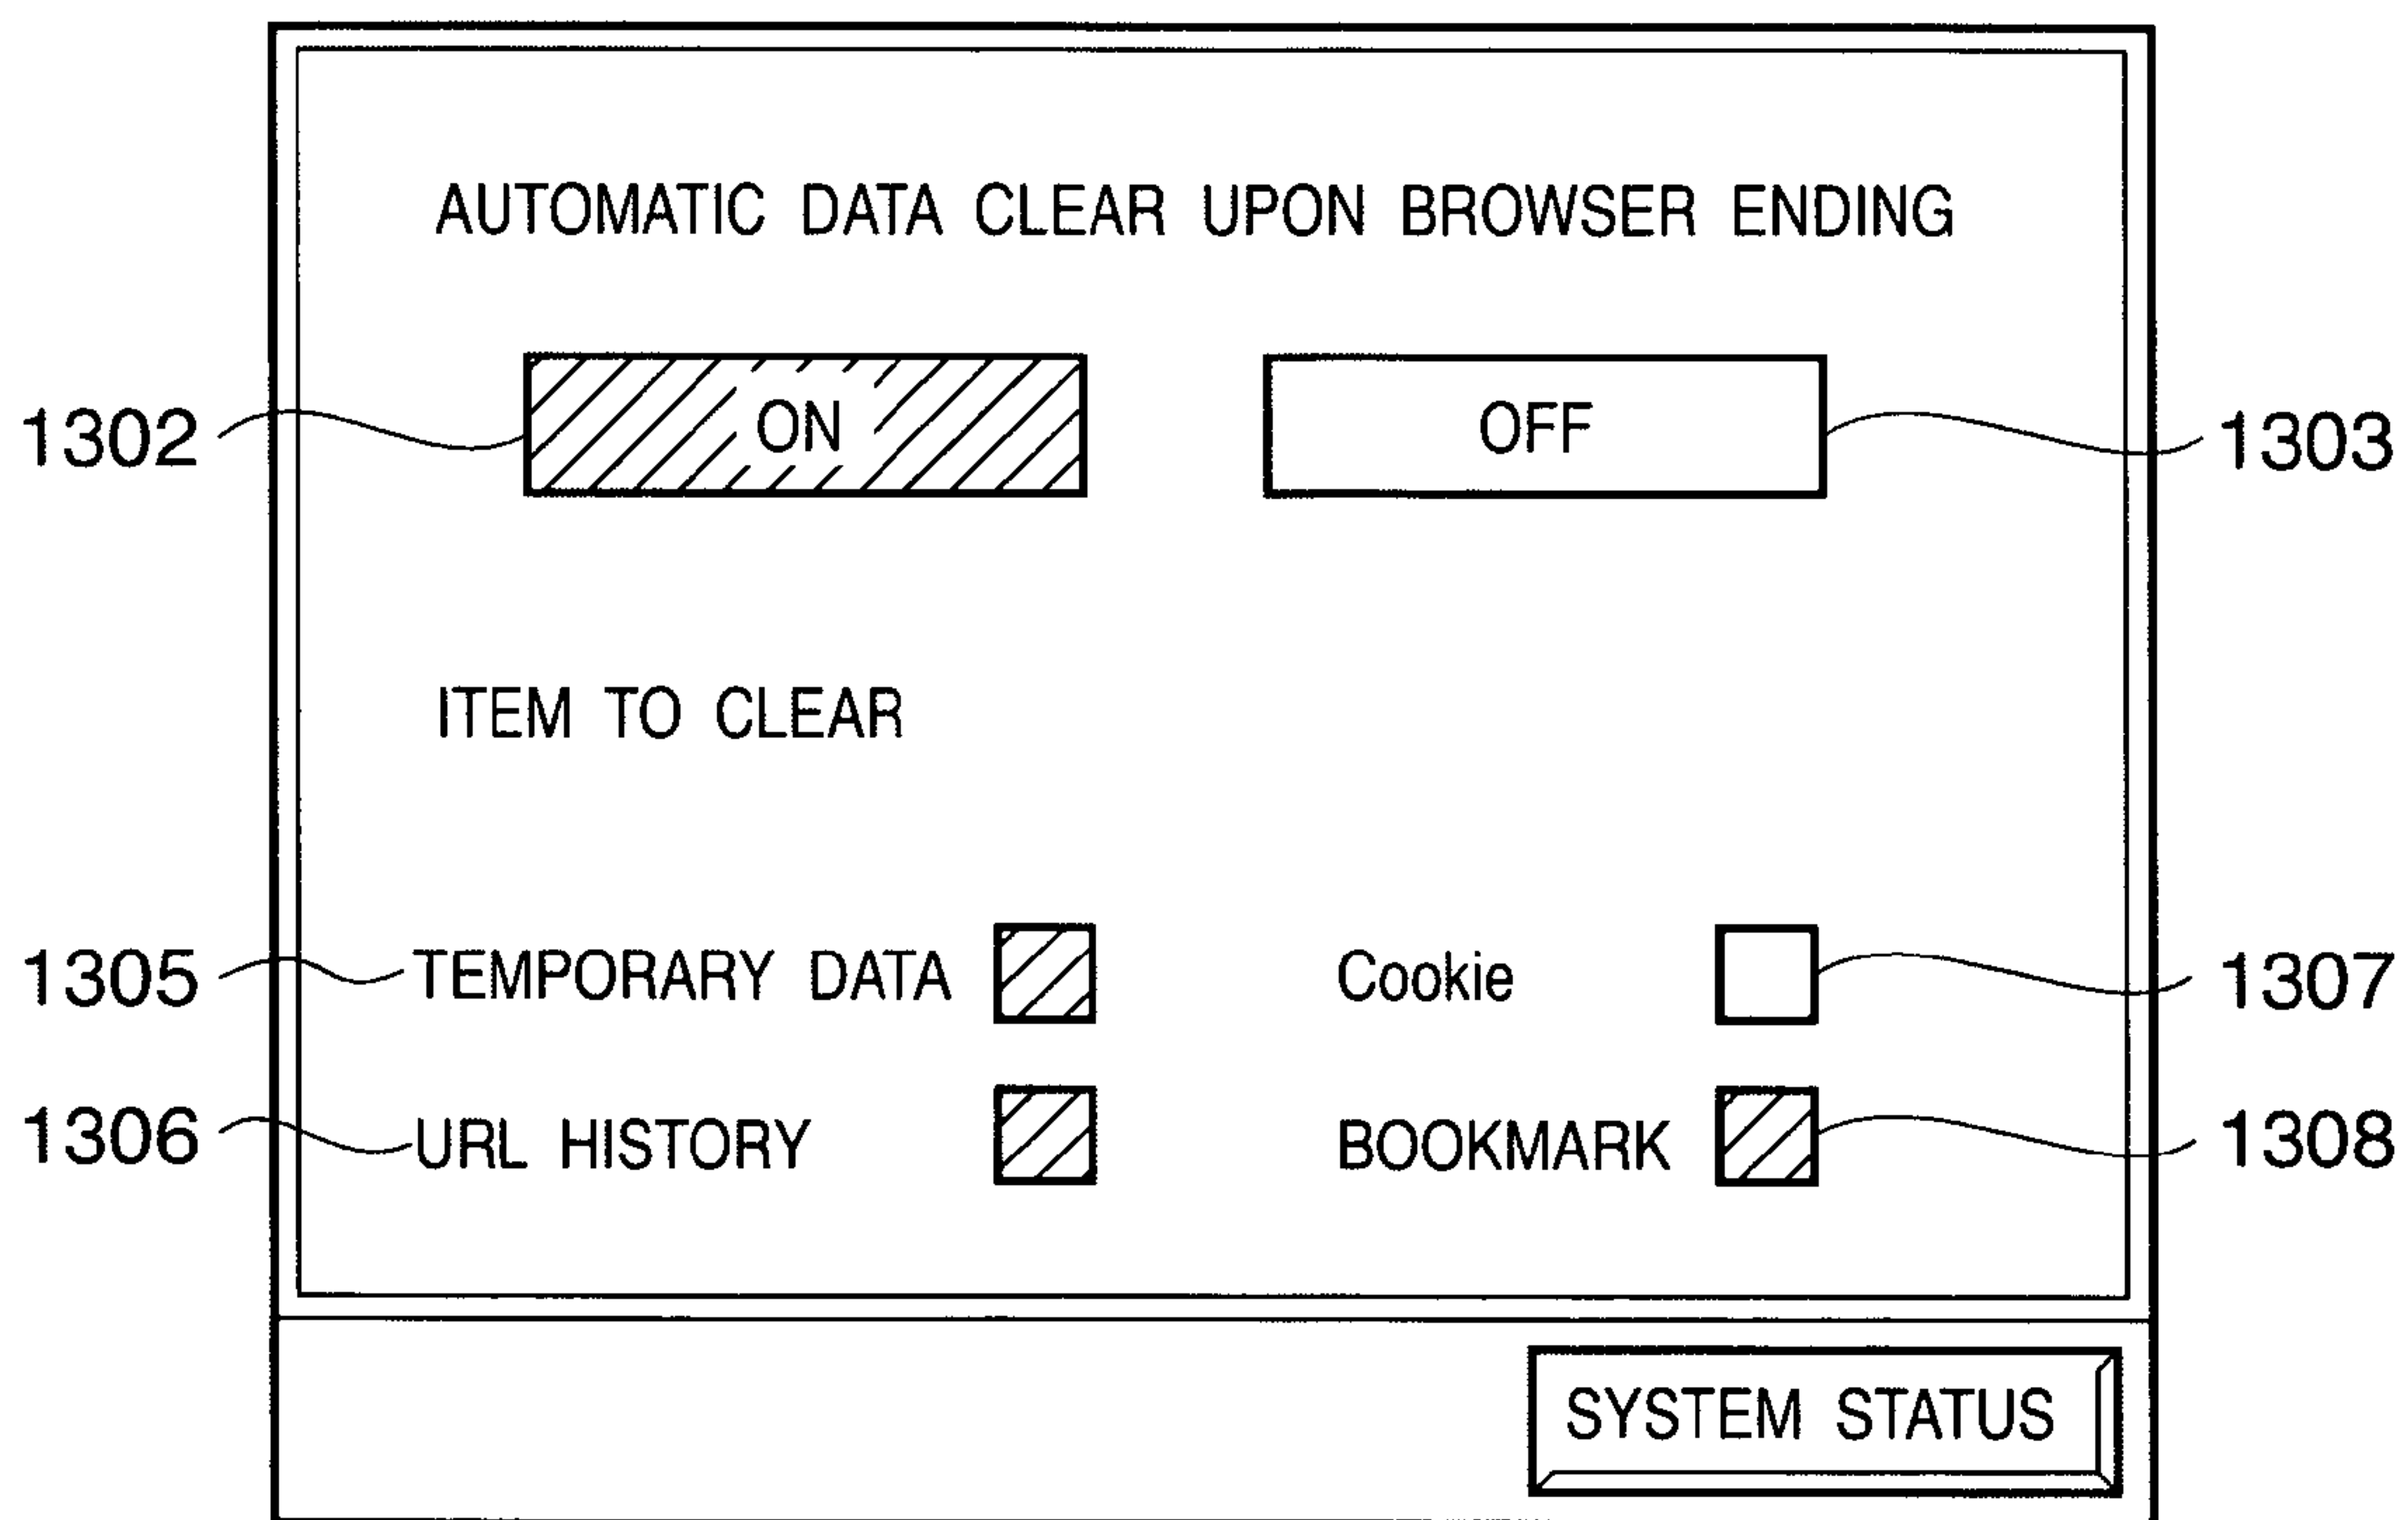 AUTOMATIC DATA CLEAR UPON BROWSER ENDING
1302 ON OFF 1303
ITEM TO CLEAR
1305 TEMPORARY DATA Cookie 1307
1306 URL HISTORY BOOKMARK 1308
SYSTEM STATUS